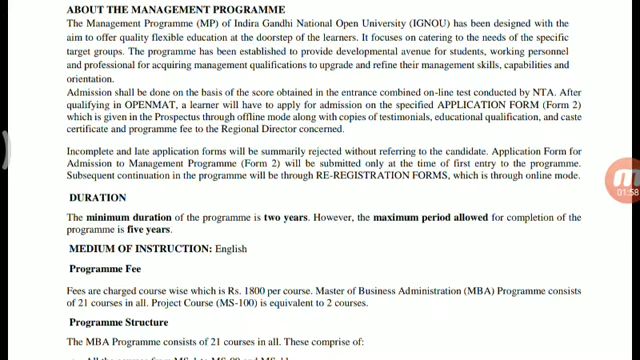 ABOUT THE MANAGEMENT PROGRAMME
The Management Programme (MP) of Indira Gandhi National Open University (IGNOU) has been designed with the
aim to offer quality flexible education at the doorstep of the learners. It focuses on catering to the needs of the specific
target groups. The programme has been established to provide developmental avenue for students, working personnel
and professional for acquiring management qualifications to upgrade and refine their management skills, capabilities and
orientation.
Admission shall be done on the basis of the score obtained in the entrance combined on-line test conducted by NTA. After
qualifying in OPENMAT, a learner will have to apply for admission on the specified APPLICATION FORM (Form 2)
which is given in the Prospectus through offline mode along with copies of testimonials, educational qualification, and caste
certificate and programme fee to the Regional Director concerned.
Incomplete and late application forms will be summarily rejected without referring to the candidate. Application Form for
Admission to Management Programme (Form 2) will be submitted only at the time of first entry to the programme.
Subsequent continuation in the programme will be through RE-REGISTRATION FORMS, which is through online mode.
01:58
DURATION
The minimum duration of the programme is two years. However, the maximum period allowed for completion of the
programme is five years.
MEDIUM OF INSTRUCTION: English
Programme Fee
Fees are charged course wise which is Rs. 1800 per course. Master of Business Administration (MBA) Programme consists
of 21 courses in all. Project Course (MS-100) is equivalent to 2 courses.
Programme Structure
The MBA Programme consists of 21 courses in all. These comprise of: